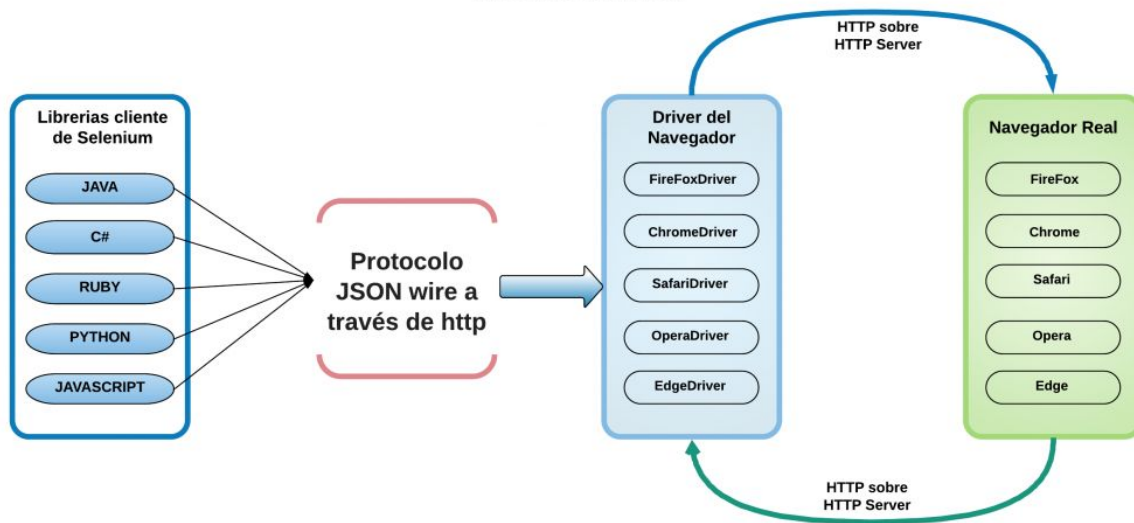 HTTP sobre
HTTP Server
Librerias cliente
de Selenium
JAVA
C#
RUBY
PYTHON
JAVASCRIPT
Protocolo
JSON wire a
través de http
Driver del
Navegador
FireFoxDriver
ChromeDriver
SafariDriver
OperaDriver
EdgeDriver
Navegador Real
FireFox
Chrome
Safari
Opera
Edge
HTTP sobre
HTTP Server